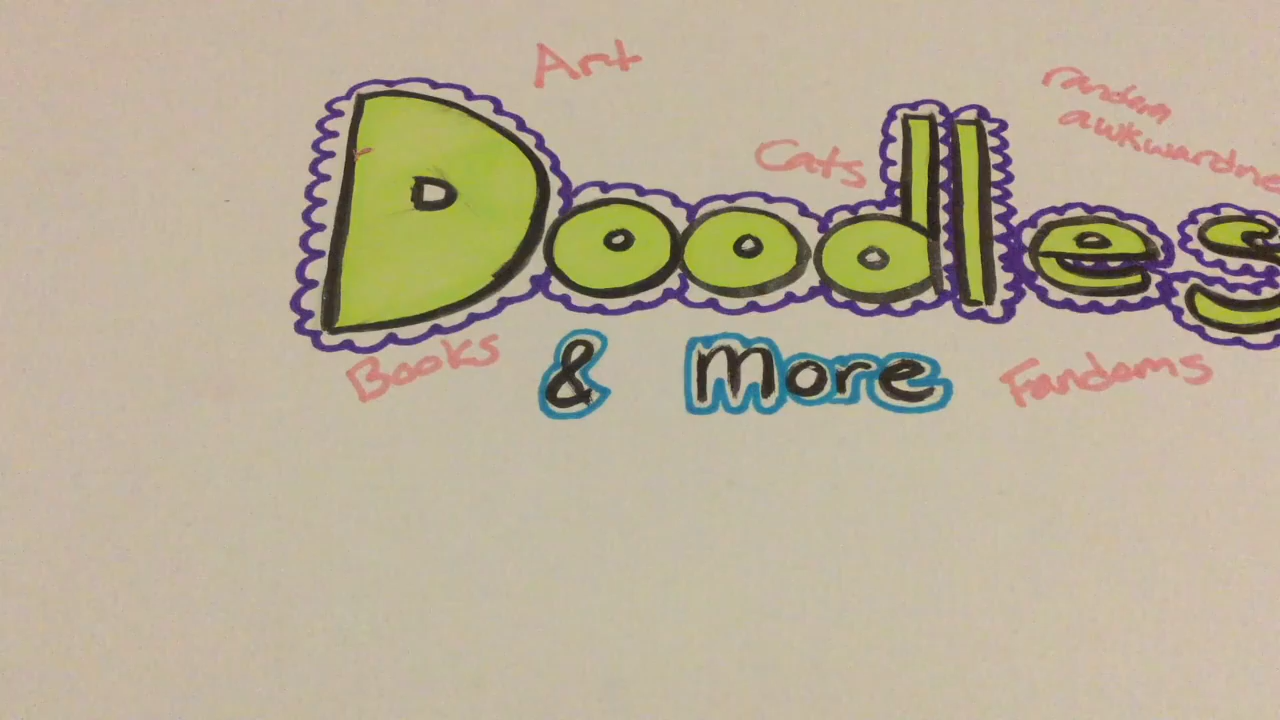 Art
random
awkwardne
Cats
Doodles
Books
& More
Fandoms